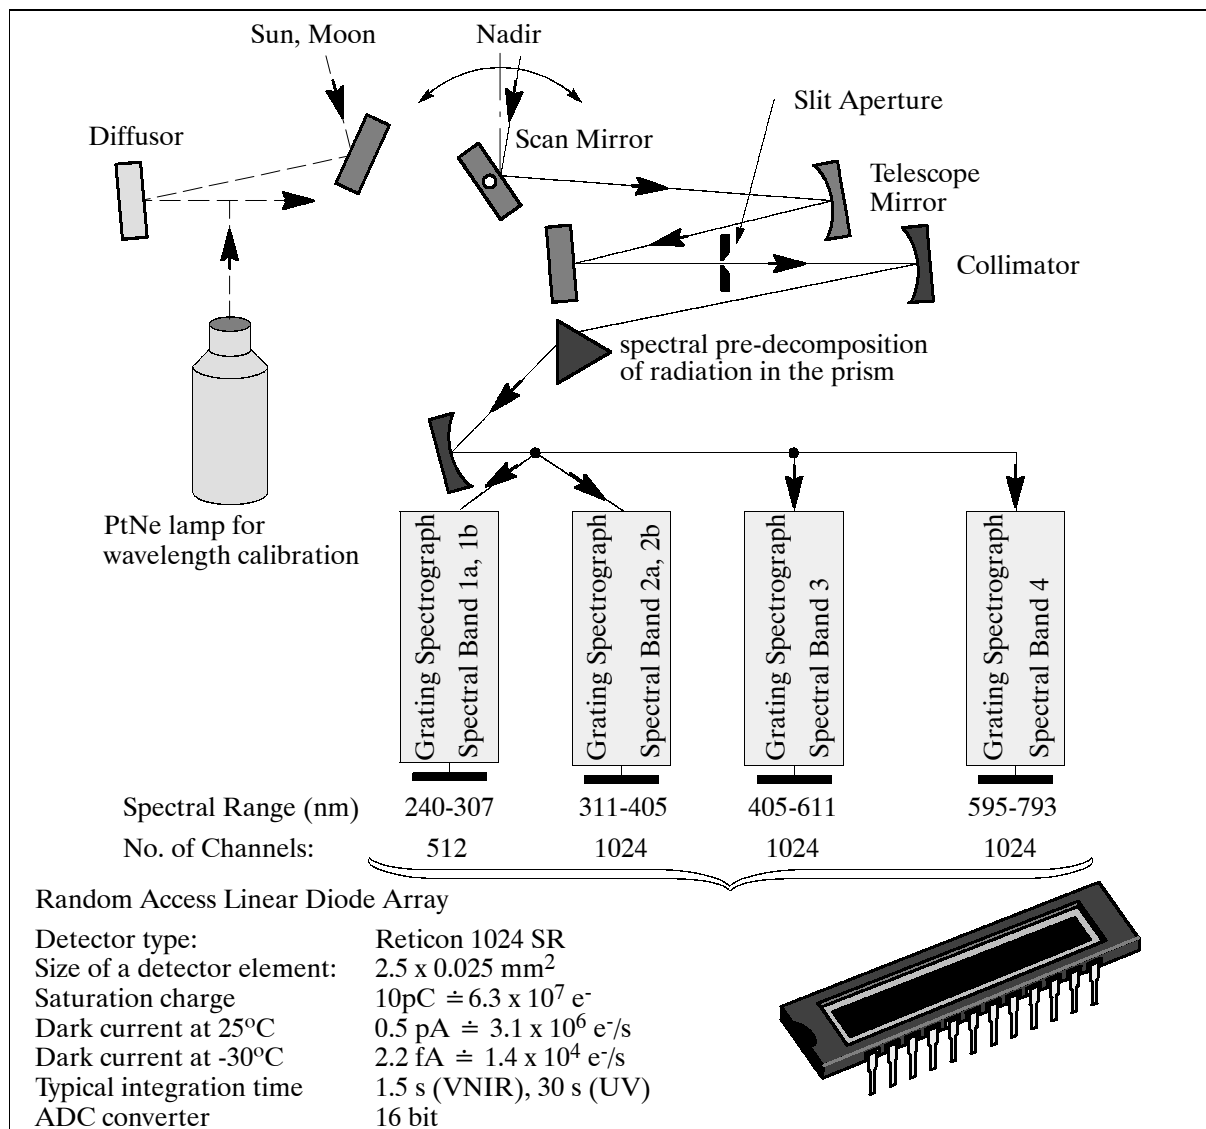 Sun, Moon
Nadir
Slit Aperture
Diffusor
Scan Mirror
Telescope
Mirror
Collimator
spectral pre-decomposition
of radiation in the prism
PtNe lamp for
wavelength calibration
Grating Spectrograph
Spectral Band 1a, 1b
Grating Spectrograph
Spectral Band 2a, 2b
Grating Spectrograph
Spectral Band 3
Grating Spectrograph
Spectral Band 4
Spectral Range (nm) 240-307 311-405 405-611 595-793
No. of Channels: 512 1024 1024 1024
Random Access Linear Diode Array
Detector type: Reticon 1024 SR
Size of a detector element: 2.5 x 0.025 mm²
Saturation charge 10pC ≐ 6.3 x 10⁷ e-
Dark current at 25°C 0.5 pA ≐ 3.1 x 10⁶ e⁻/s
Dark current at -30°C 2.2 fA ≐ 1.4 x 10⁴ e⁻/s
Typical integration time 1.5 s (VNIR), 30 s (UV)
ADC converter 16 bit